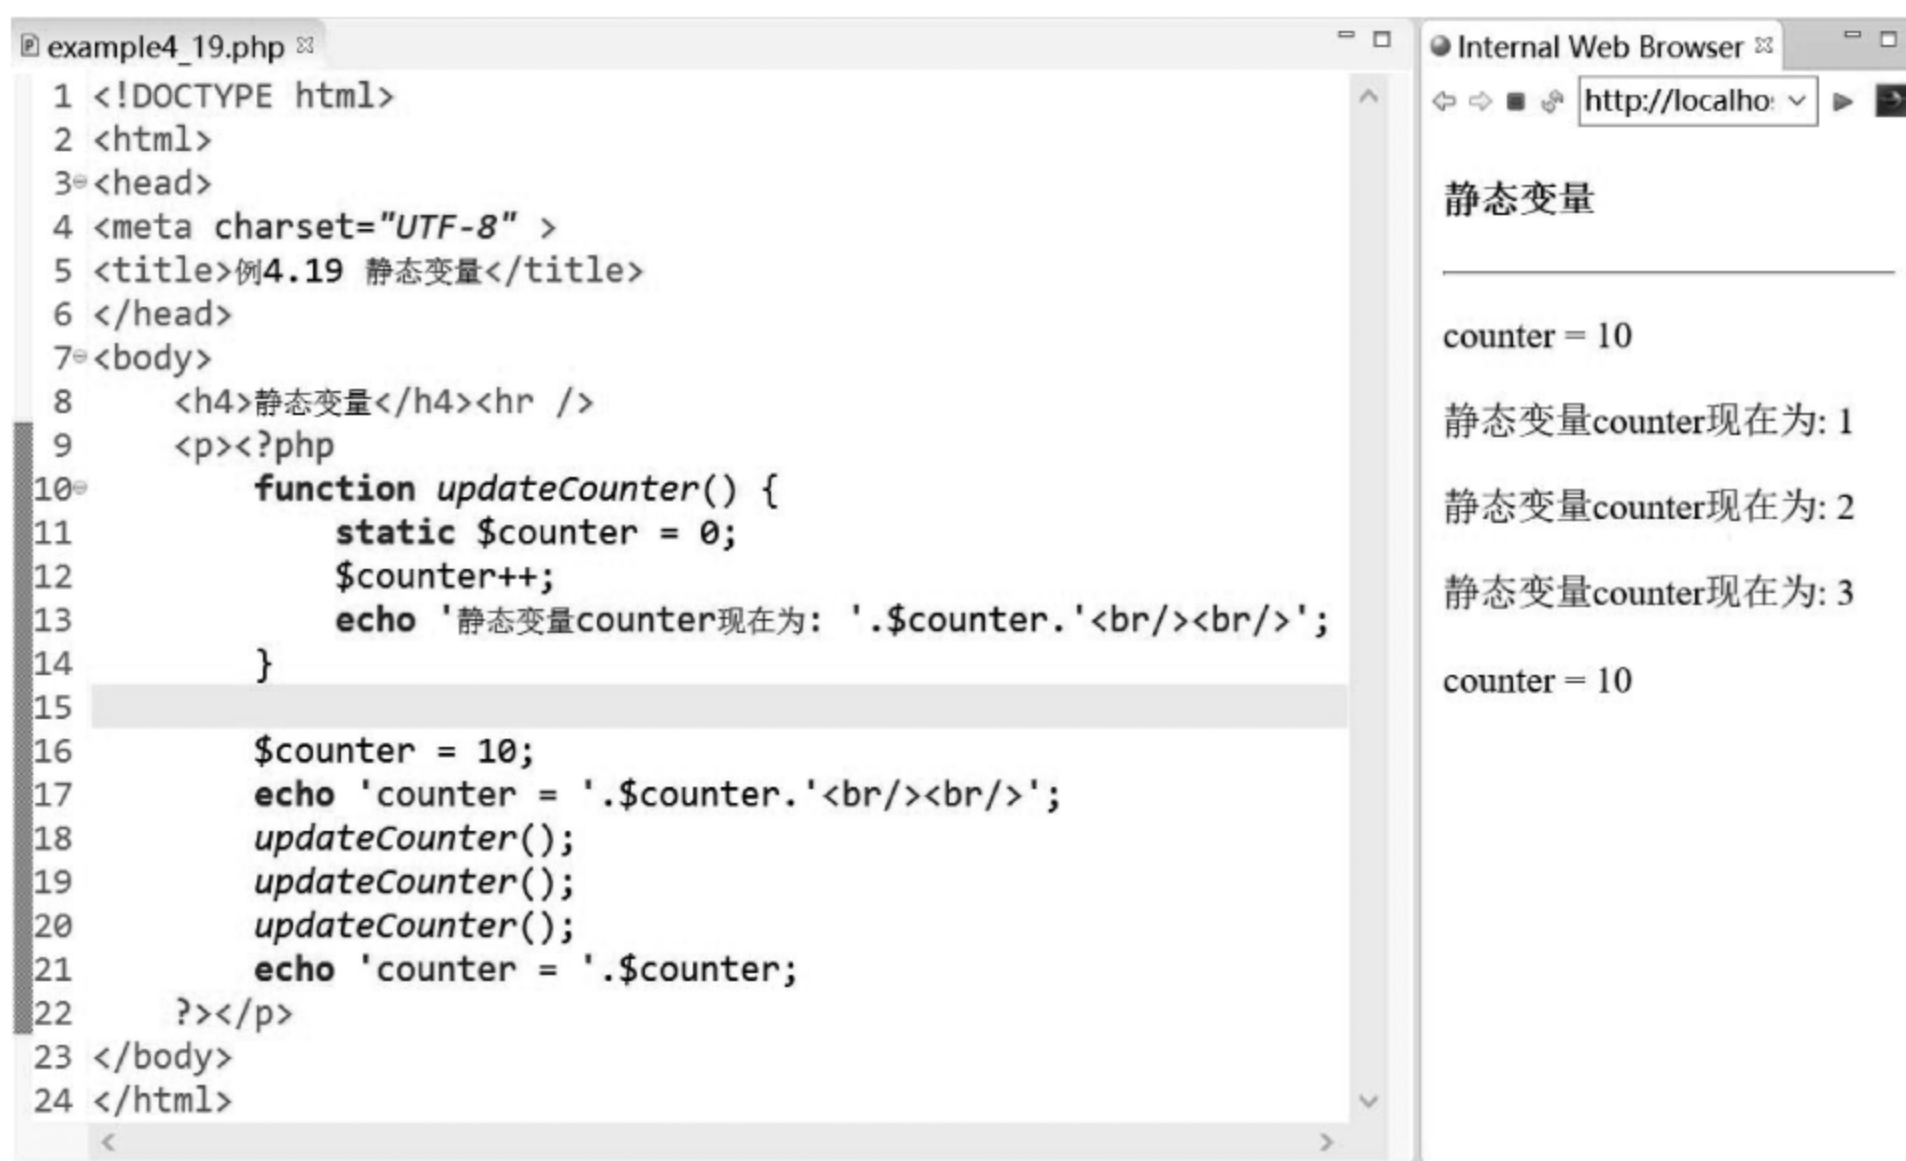 example4_19.php
1 <!DOCTYPE html>
2 <html>
3 <head>
4 <meta charset="UTF-8" >
5 <title>例4.19 静态变量</title>
6 </head>
7 <body>
8     <h4>静态变量</h4><hr />
9     <p><?php
10         function updateCounter() {
11             static $counter = 0;
12             $counter++;
13             echo '静态变量counter现在为: '.$counter.'<br/><br/>';
14         }
15
16         $counter = 10;
17         echo 'counter = '.$counter.'<br/><br/>';
18         updateCounter();
19         updateCounter();
20         updateCounter();
21         echo 'counter = '.$counter;
22     ?></p>
23 </body>
24 </html>
Internal Web Browser
http://localho
静态变量
counter = 10
静态变量counter现在为: 1
静态变量counter现在为: 2
静态变量counter现在为: 3
counter = 10